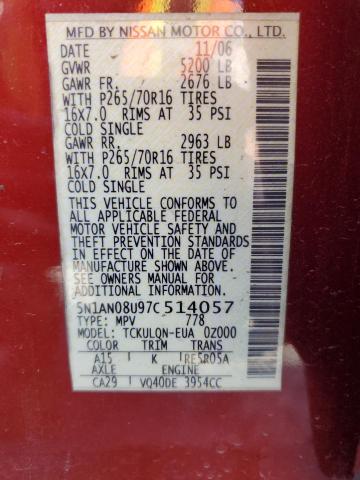 MFD BY NISSAN MOTOR CO., LTD.
DATE 11/06
GVWR 5200 LB
GAWR FR. 2676 LB
WITH P265/70R16 TIRES
16x7.0 RIMS AT 35 PSI
COLD SINGLE
GAWR RR. 2963 LB
WITH P265/70R16 TIRES
16x7.0 RIMS AT 35 PSI
COLD SINGLE
THIS VEHICLE CONFORMS TO
ALL APPLICABLE FEDERAL
MOTOR VEHICLE SAFETY AND
THEFT PREVENTION STANDARDS
IN EFFECT ON THE DATE OF
MANUFACTURE SHOWN ABOVE.
SEE OWNERS MANUAL FOR
ADDITIONAL INFORMATION.
5N1AN08U97C514057
TYPE: MPV 778
MODEL: TCKULQN-EUA 0Z000
COLOR TRIM TRANS
A15 K RE5R05A
AXLE ENGINE
CA29 VQ40DE 3954CC